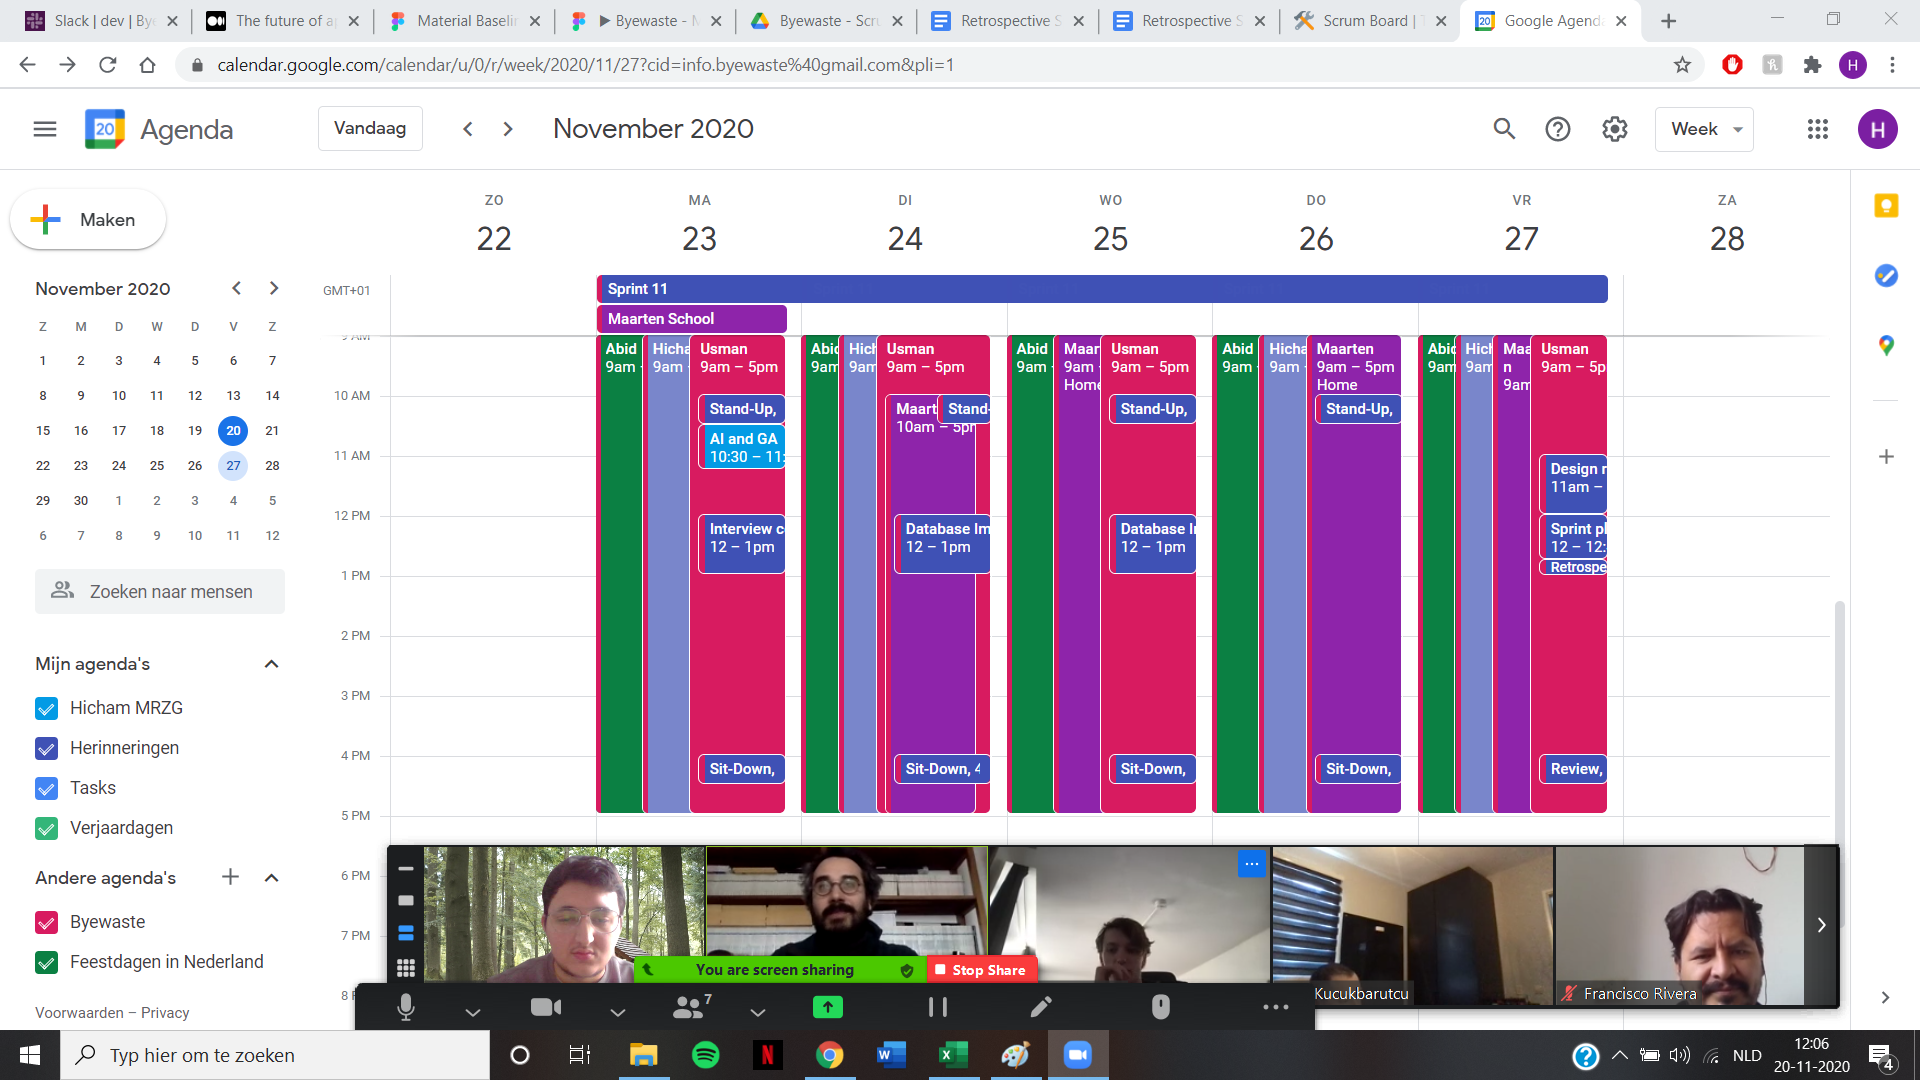 Slack | dev | Bye
The future of a
Material Baseli
Byewaste - M
Byewaste - Scr
Retrospective S
Retrospective S
Scrum Board | T
Google Agenda
calendar.google.com/calendar/u/0/r/week/2020/11/27?cid=info.byewaste%40gmail.com&pli=1
H
20
Agenda
Vandaag
November 2020
Week
H
Maken
ZO
MA
DI
WO
DO
VR
ZA
22
23
24
25
26
27
28
November 2020
Z M D W D V Z
1 2 3 4 5 6 7
8 9 10 11 12 13 14
15 16 17 18 19 20 21
22 23 24 25 26 27 28
29 30 1 2 3 4 5
6 7 8 9 10 11 12
Zoeken naar mensen
Mijn agenda's
Hicham MRZG
Herinneringen
Tasks
Verjaardagen
Andere agenda's
Byewaste
Feestdagen in Nederland
Voorwaarden – Privacy
GMT+01
Sprint 11
Maarten School
9 AM
10 AM
11 AM
12 PM
1 PM
2 PM
3 PM
4 PM
5 PM
6 PM
7 PM
8 P
Abid
9am
Hicha
9am
Usman
9am – 5pm
Stand-Up,
AI and GA
10:30 – 11:
Interview c
12 – 1pm
Sit-Down,
Abid
9am
Hich
9am
Usman
9am – 5pm
Maart
10am – 5pm
Stand-
Database Im
12 – 1pm
Sit-Down, 4
Abid
9am
Maar
9am
Home
Usman
9am – 5pm
Stand-Up,
Database I
12 – 1pm
Sit-Down,
Abid
9am
Hicha
9am
Maarten
9am – 5pm
Home
Stand-Up,
Sit-Down,
Abid
9am
Hich
9am
Maa
n
9am
Usman
9am – 5p
Design r
11am –
Sprint pl
12 – 12:
Retrospe
Review,
You are screen sharing
Stop Share
Kucukbarutcu
Francisco Rivera
7
Typ hier om te zoeken
NLD
12:06
20-11-2020
4